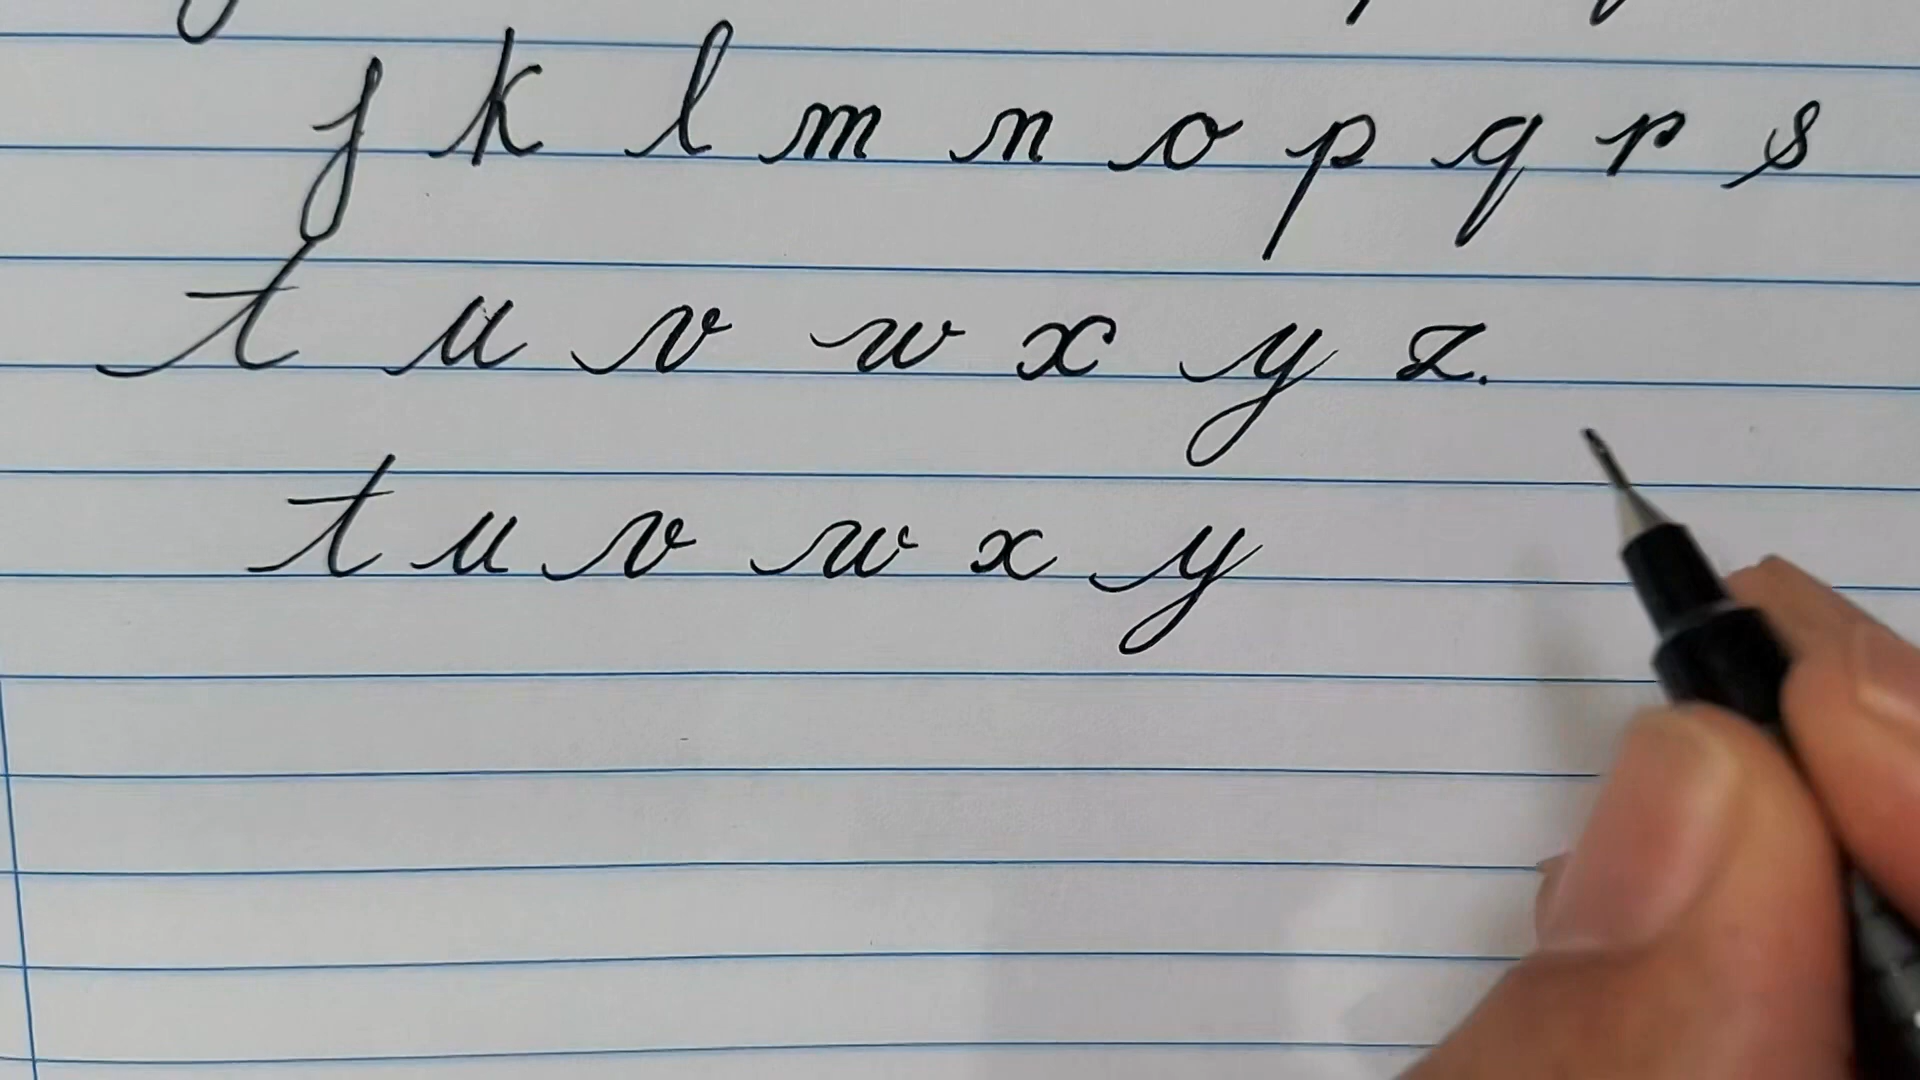 j k l m n o p q r s
t u v w x y z.
t u v w x y